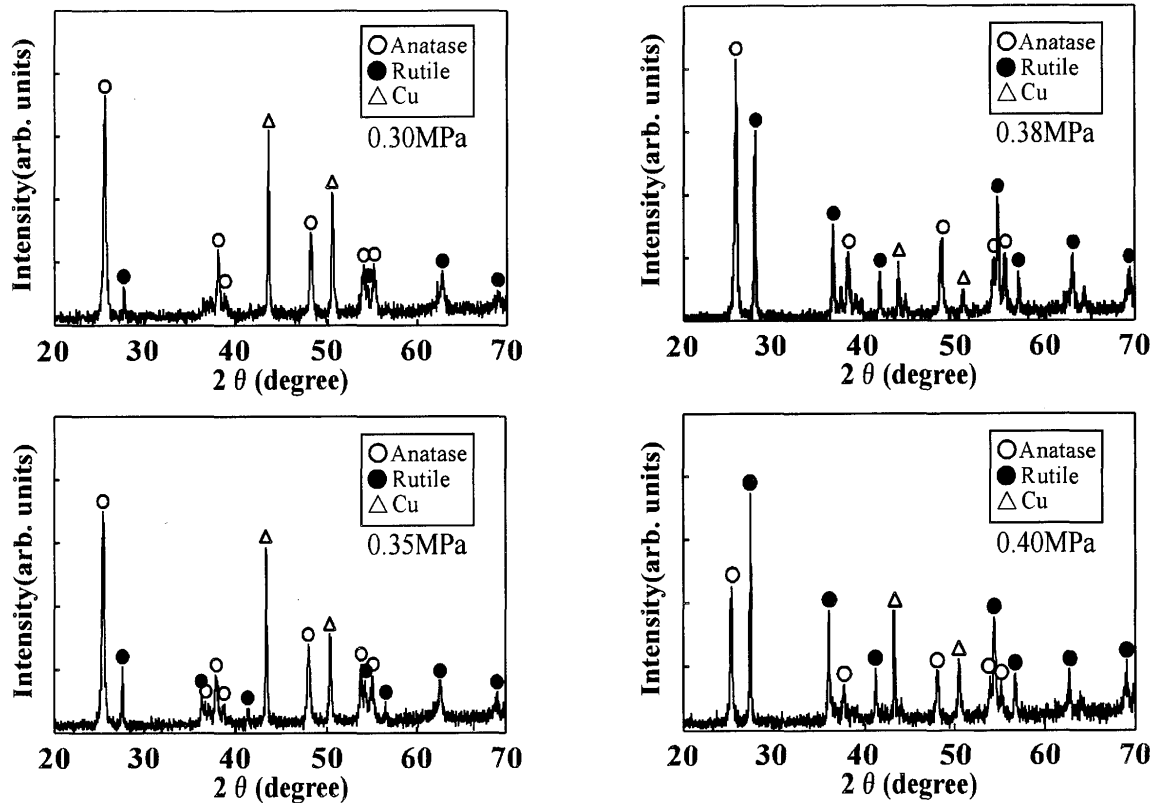 Intensity(arb. units)
○ Anatase
● Rutile
△ Cu
0.30MPa
20 30 40 50 60 70
2 θ (degree)
Intensity(arb. units)
○ Anatase
● Rutile
△ Cu
0.38MPa
20 30 40 50 60 70
2 θ (degree)
Intensity(arb. units)
○ Anatase
● Rutile
△ Cu
0.35MPa
20 30 40 50 60 70
2 θ (degree)
Intensity(arb. units)
○ Anatase
● Rutile
△ Cu
0.40MPa
20 30 40 50 60 70
2 θ (degree)